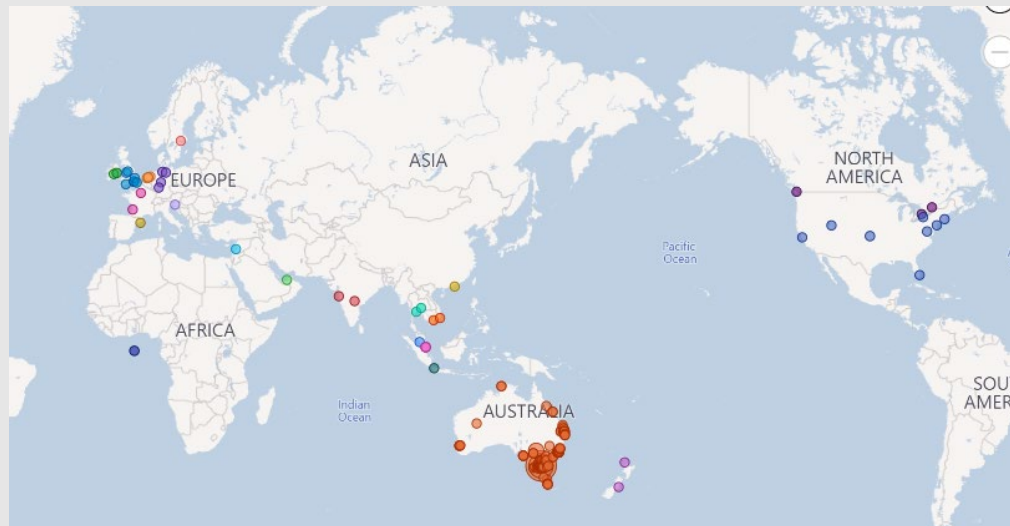 ASIA
EUROPE
NORTH
AMERICA
Pacific
Ocean
AFRICA
Indian
Ocean
AUSTRALIA
SOU
AMER